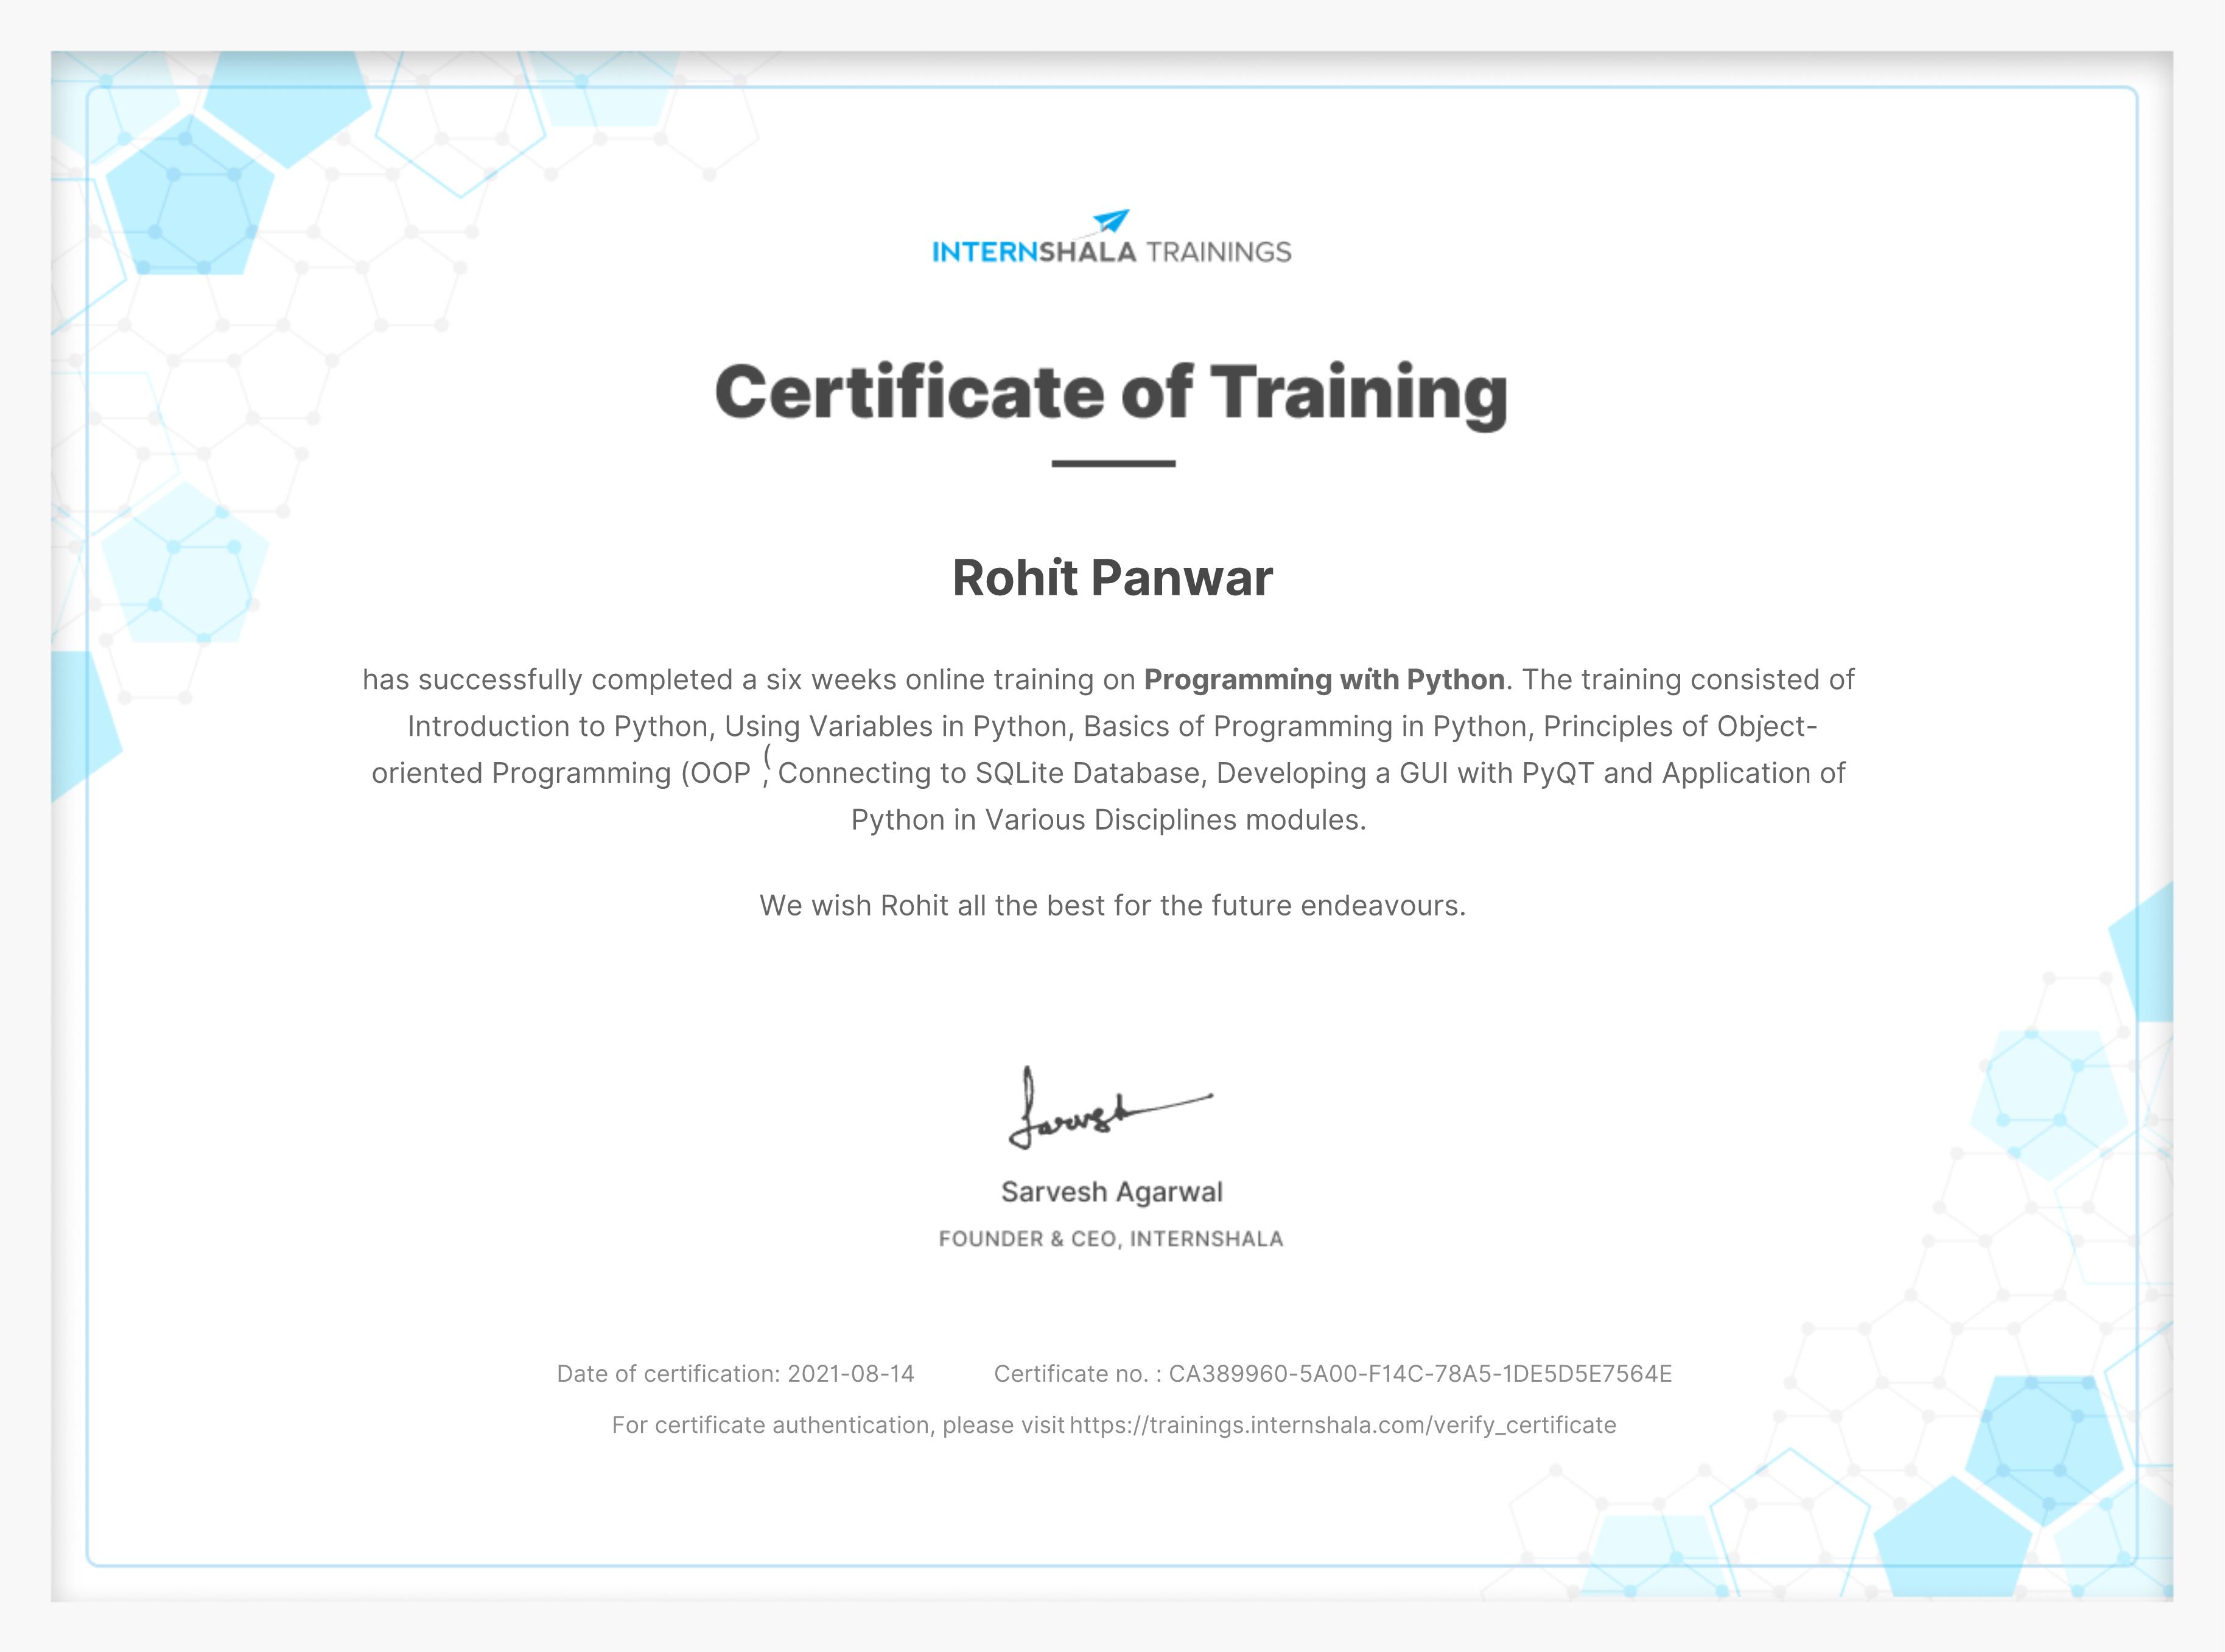 INTERNSHALA TRAININGS
Certificate of Training
Rohit Panwar
has successfully completed a six weeks online training on Programming with Python. The training consisted of
Introduction to Python, Using Variables in Python, Basics of Programming in Python, Principles of Object-
oriented Programming (OOP (, Connecting to SQLite Database, Developing a GUI with PyQT and Application of
Python in Various Disciplines modules.
We wish Rohit all the best for the future endeavours.
Sarvesh
Sarvesh Agarwal
FOUNDER & CEO, INTERNSHALA
Date of certification: 2021-08-14 Certificate no. : CA389960-5A00-F14C-78A5-1DE5D5E7564E
For certificate authentication, please visit https://trainings.internshala.com/verify_certificate